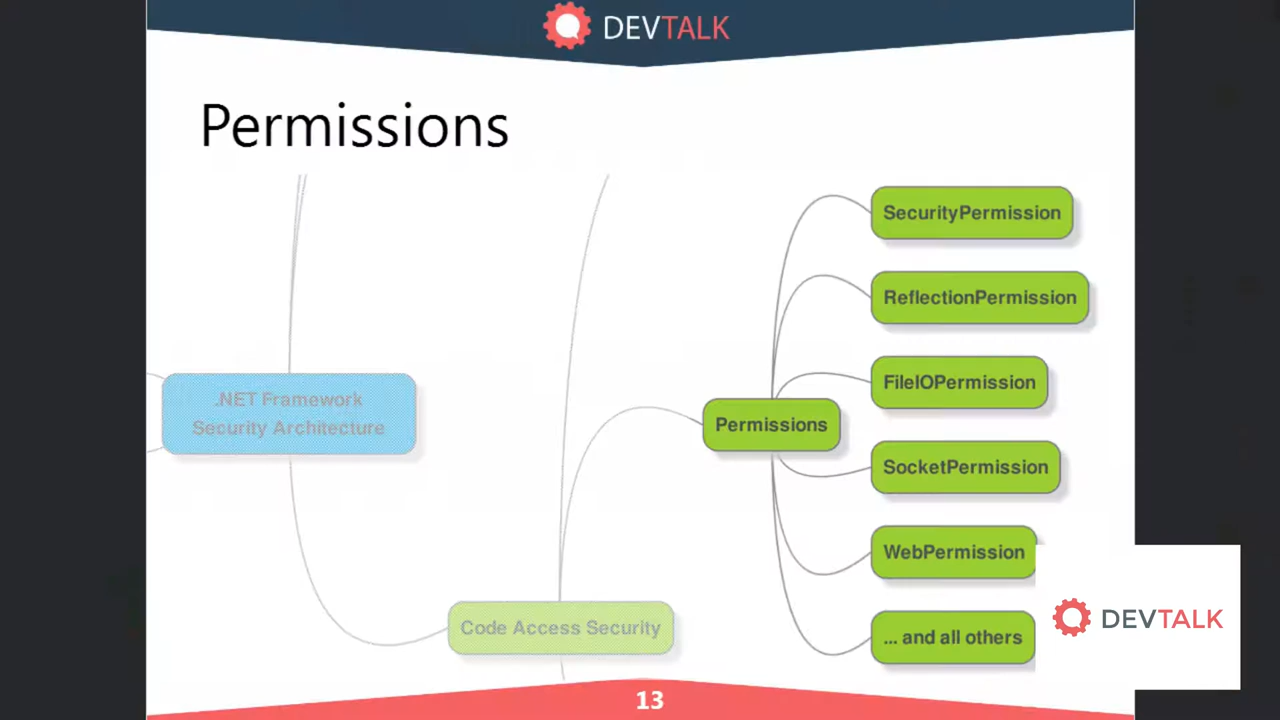 DEVTALK
Permissions
SecurityPermission
ReflectionPermission
FileIOPermission
.NET Framework
Security Architecture
Permissions
SocketPermission
WebPermission
Code Access Security
... and all others
DEVTALK
13